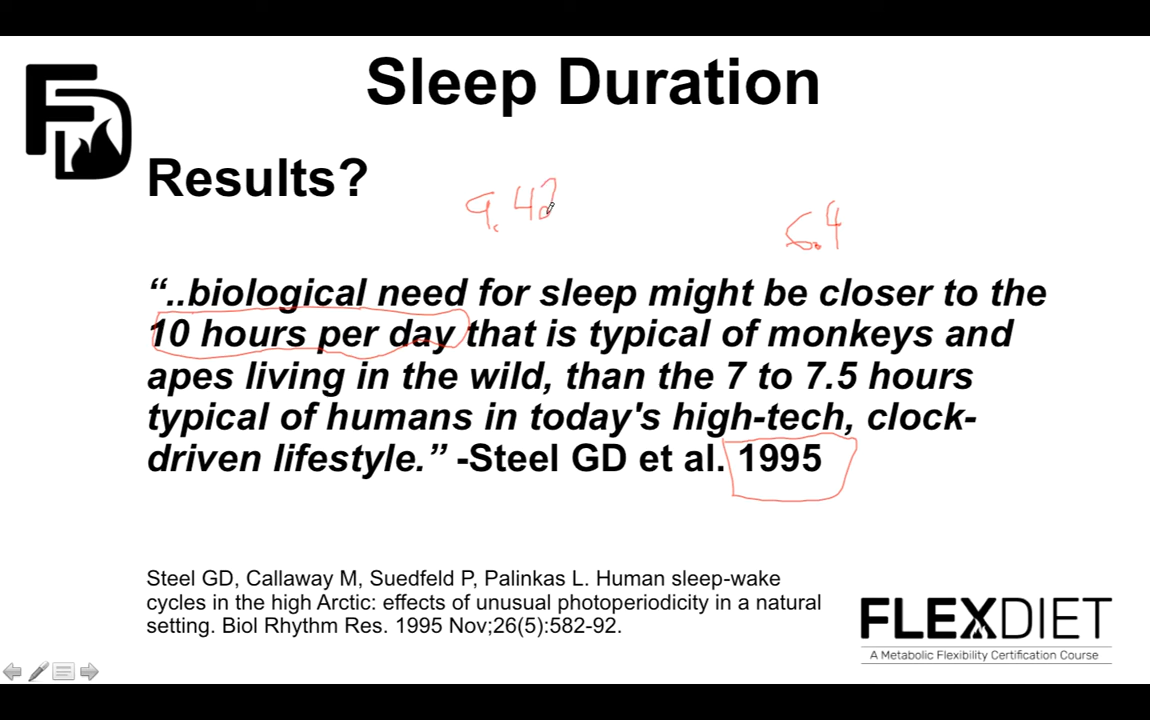 Sleep Duration
FD
Results?
9.42
5.4
“..biological need for sleep might be closer to the
10 hours per day that is typical of monkeys and
apes living in the wild, than the 7 to 7.5 hours
typical of humans in today's high-tech, clock-
driven lifestyle.” -Steel GD et al. 1995
Steel GD, Callaway M, Suedfeld P, Palinkas L. Human sleep-wake
cycles in the high Arctic: effects of unusual photoperiodicity in a natural
setting. Biol Rhythm Res. 1995 Nov;26(5):582-92.
FLEXDIET
A Metabolic Flexibility Certification Course